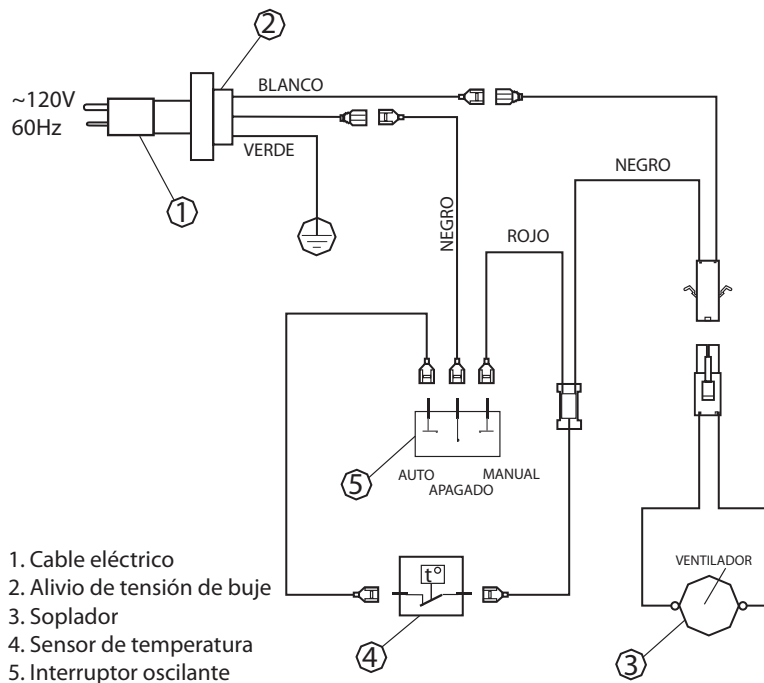 2
BLANCO
~120V
60Hz
VERDE
1
NEGRO
NEGRO
ROJO
5
AUTO
APAGADO
MANUAL
t°
4
VENTILADOR
3
1. Cable eléctrico
2. Alivio de tensión de buje
3. Soplador
4. Sensor de temperatura
5. Interruptor oscilante